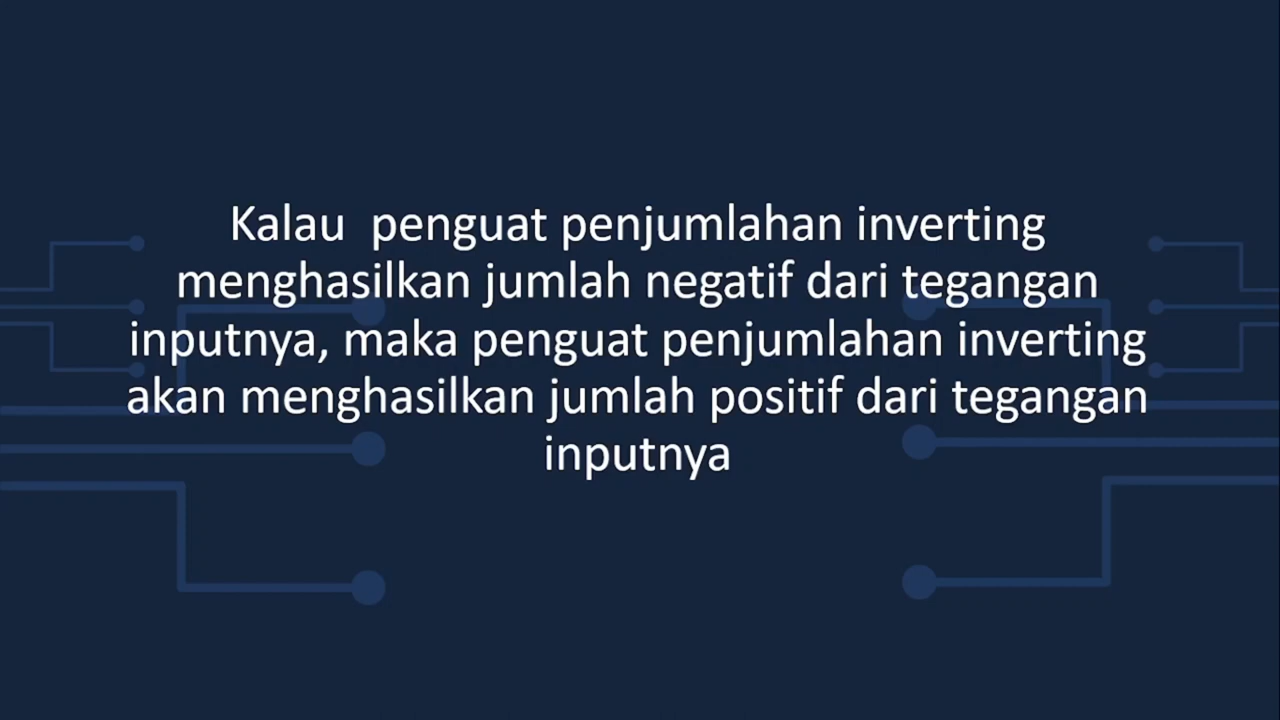 Kalau  penguat penjumlahan inverting
menghasilkan jumlah negatif dari tegangan
inputnya, maka penguat penjumlahan inverting
akan menghasilkan jumlah positif dari tegangan
inputnya